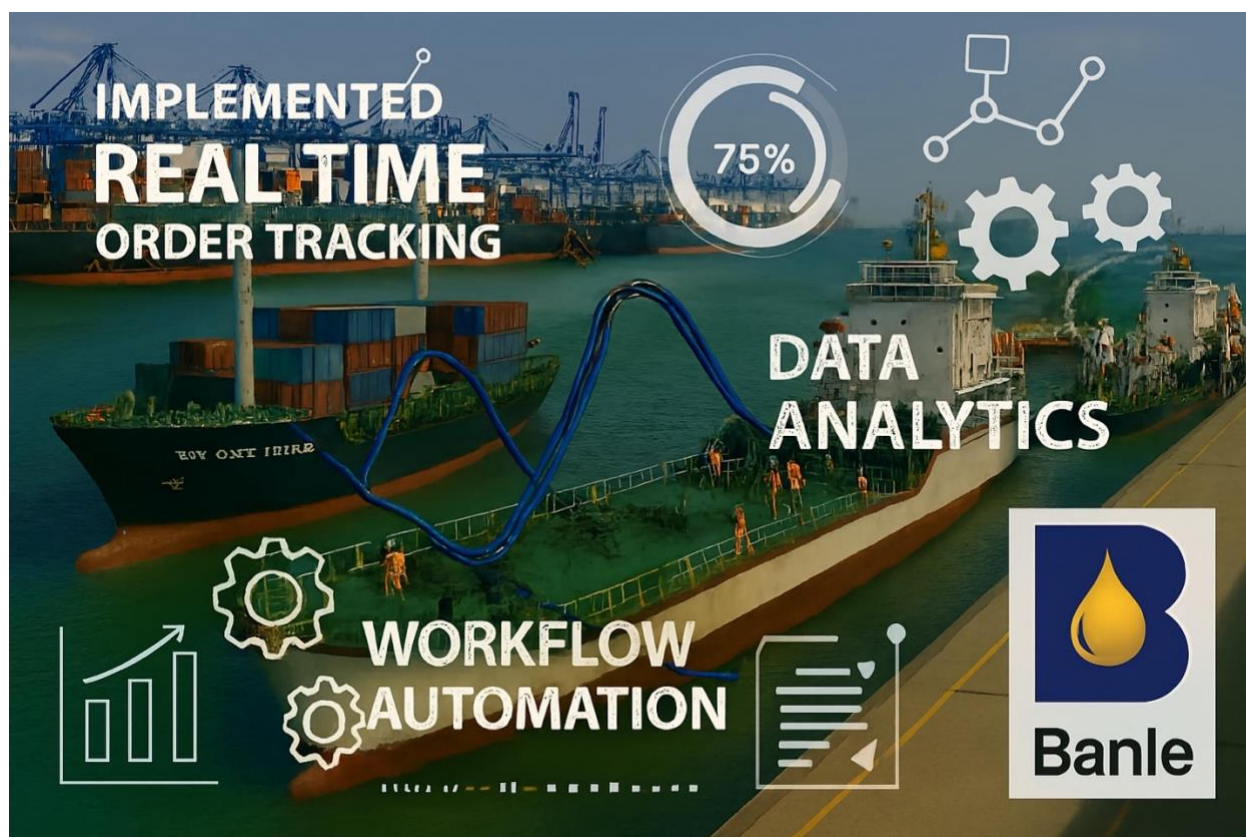 IMPLEMENTED
REAL TIME
ORDER TRACKING
75%
DATA
ANALYTICS
WORKFLOW
AUTOMATION
Banle